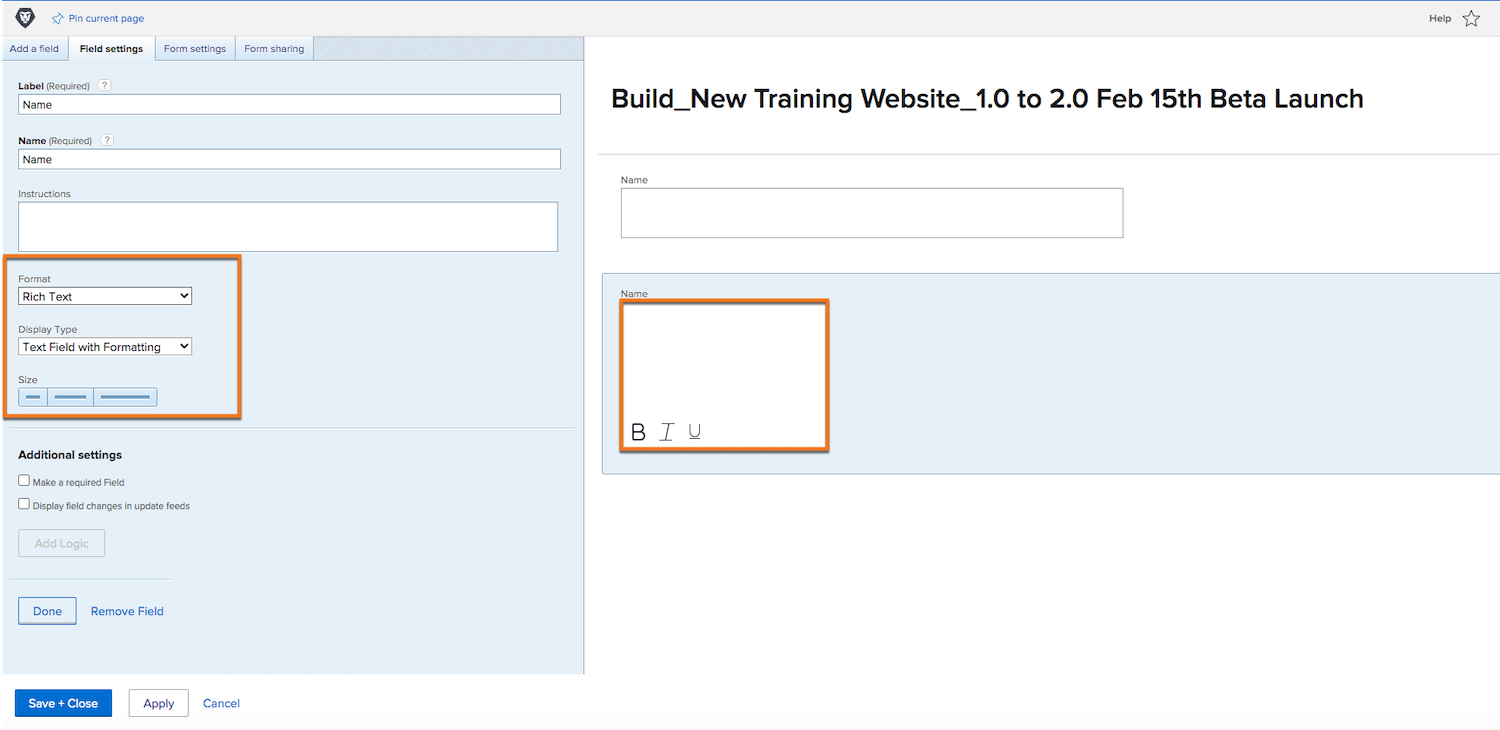 Pin current page
Help
Add a field
Field settings
Form settings
Form sharing
Label (Required) ?
Name
Name (Required) ?
Name
Instructions
Format
Rich Text
Display Type
Text Field with Formatting
Size
Additional settings
Make a required Field
Display field changes in update feeds
Add Logic
Done
Remove Field
Save + Close
Apply
Cancel
Build_New Training Website_1.0 to 2.0 Feb 15th Beta Launch
Name
Name
B I U